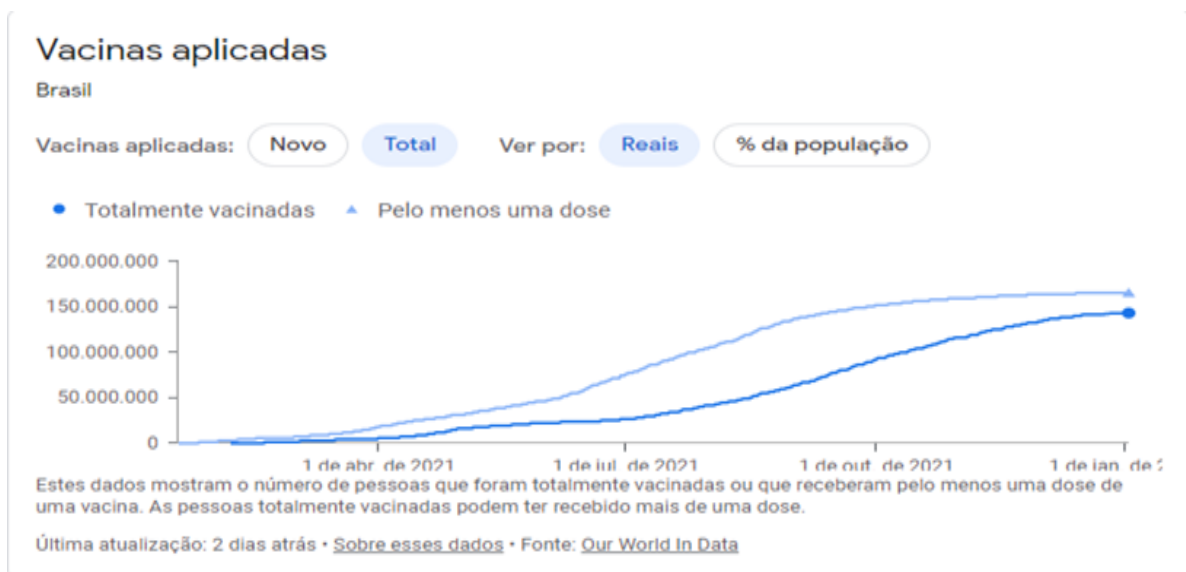 Vacinas aplicadas
Brasil
Vacinas aplicadas: Novo Total Ver por: Reais % da população
Totalmente vacinadas Pelo menos uma dose
200.000.000
150.000.000
100.000.000
50.000.000
0
1 de abr. de 2021 1 de jul. de 2021 1 de out. de 2021 1 de jan. de
Estes dados mostram o número de pessoas que foram totalmente vacinadas ou que receberam pelo menos uma dose de
uma vacina. As pessoas totalmente vacinadas podem ter recebido mais de uma dose.
Última atualização: 2 dias atrás • Sobre esses dados • Fonte: Our World In Data